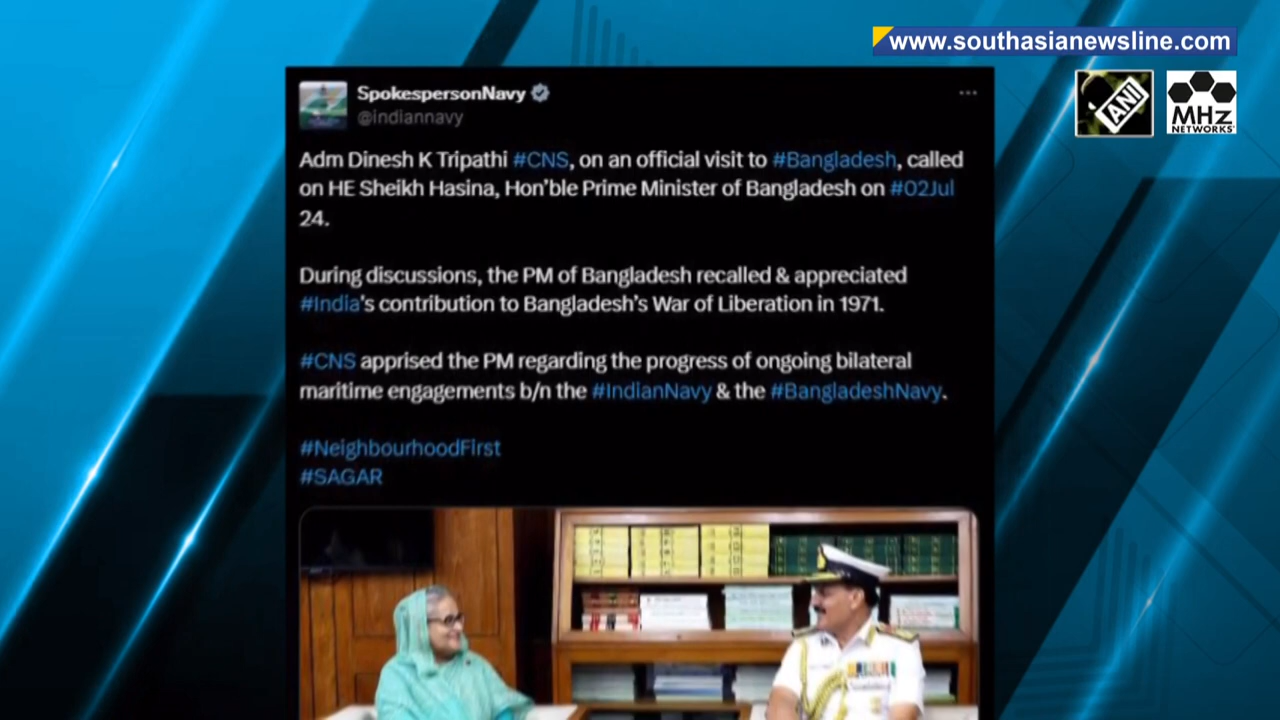 www.southasianewsline.com
ANI
MHz
NETWORKS
SpokespersonNavy
@indiannavy
Adm Dinesh K Tripathi #CNS, on an official visit to #Bangladesh, called
on HE Sheikh Hasina, Hon'ble Prime Minister of Bangladesh on #02Jul
24.
During discussions, the PM of Bangladesh recalled & appreciated
#India's contribution to Bangladesh's War of Liberation in 1971.
#CNS apprised the PM regarding the progress of ongoing bilateral
maritime engagements b/n the #IndianNavy & the #BangladeshNavy.
#NeighbourhoodFirst
#SAGAR